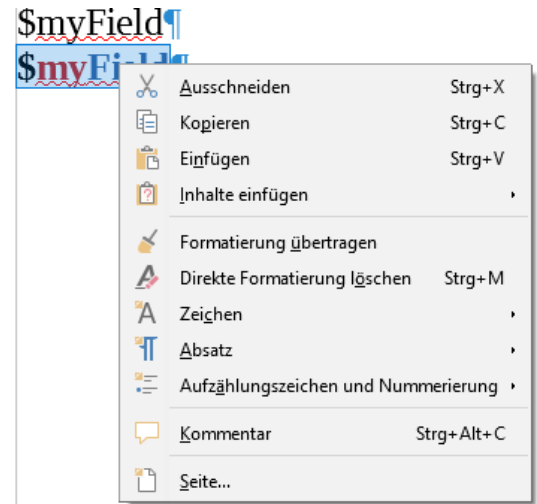 $myField¶
$myField¶
Ausschneiden Strg+X
Kopieren Strg+C
Einfügen Strg+V
Inhalte einfügen
Formatierung übertragen
Direkte Formatierung löschen Strg+M
Zeichen
Absatz
Aufzählungszeichen und Nummerierung
Kommentar Strg+Alt+C
Seite...